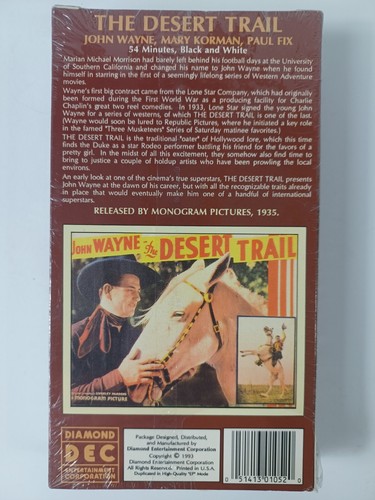 THE DESERT TRAIL
JOHN WAYNE, MARY KORMAN, PAUL FIX
54 Minutes, Black and White
Marian Michael Morrison had barely left behind his football days at the University
of Southern California and changed his name to John Wayne when he found
himself in starring in the first of a seemingly lifelong series of Western Adventure
movies.
Wayne's first big contract came from the Lone Star Company, which had originally
been formed during the First World War as a producing facility for Charlie
Chaplin's great two reel comedies. In 1933, Lone Star signed the young John
Wayne for a series of westerns, of which THE DESERT TRAIL is one of the last.
(Wayne would soon be lured to Republic Pictures, where he initiated a key role
in the famed "Three Musketeers" Series of Saturday matinee favorites.)
THE DESERT TRAIL is the traditional "oater" of Hollywood lore, which this time
finds the Duke as a star Rodeo performer battling his friend for the favors of a
pretty girl. In the midst of all this excitement, they somehow also find time to
bring to justice a couple of holdup artists who have been prowling the local
environs.
An early look at one of the cinema's true superstars, THE DESERT TRAIL presents
John Wayne at the dawn of his career, but with all the recognizable traits already
in place that would eventually make him one of a handful of international
superstars.
RELEASED BY MONOGRAM PICTURES, 1935.
JOHN WAYNE
in The DESERT TRAIL
A MONOGRAM PICTURE
DIAMOND
DEC
ENTERTAINMENT
CORPORATION
Package Designed, Distributed,
and Manufactured by
Diamond Entertainment Corporation
Copyright © 1993
Diamond Entertainment Corporation
All Rights Reserved. Printed in U.S.A.
Duplicated in High-Quality "EP" Mode
0 51413 01052 0